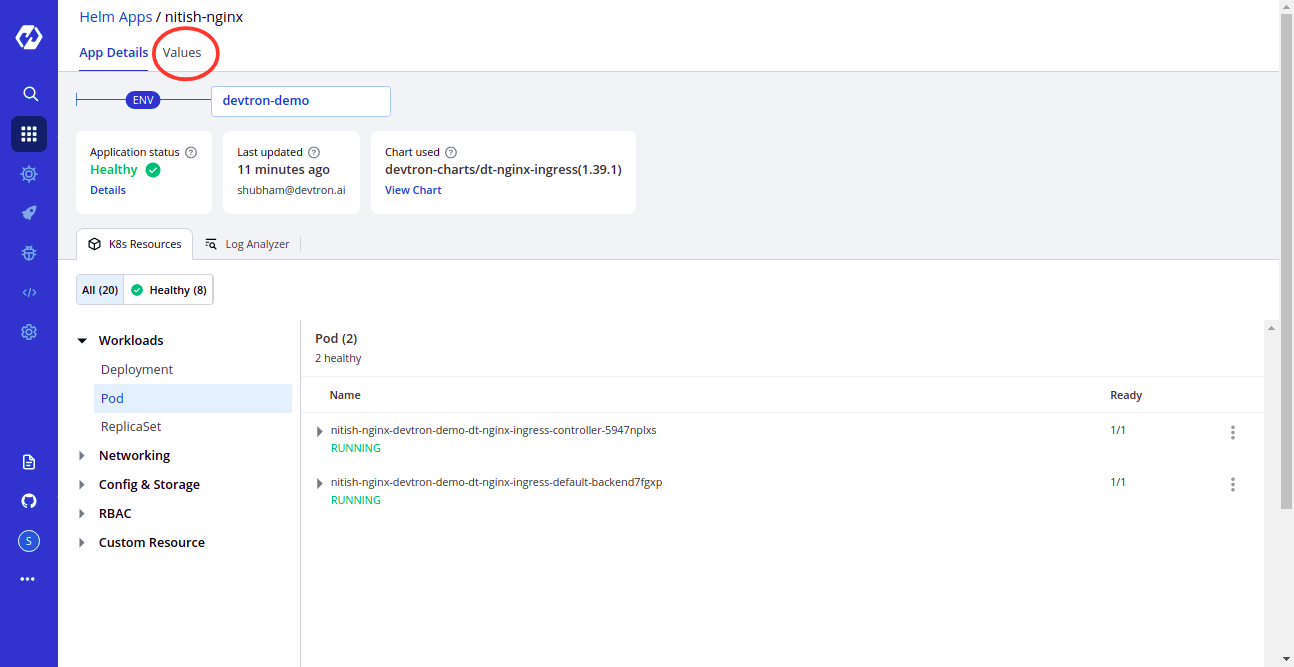 Helm Apps / nitish-nginx
App Details Values
ENV devtron-demo
Application status ?
Healthy
Details
Last updated ?
11 minutes ago
shubham@devtron.ai
Chart used ?
devtron-charts/dt-nginx-ingress(1.39.1)
View Chart
K8s Resources Log Analyzer
All (20) Healthy (8)
Workloads
Deployment
Pod
ReplicaSet
Networking
Config & Storage
RBAC
Custom Resource
Pod (2)
2 healthy
Name Ready
nitish-nginx-devtron-demo-dt-nginx-ingress-controller-5947nplxs 1/1
RUNNING
nitish-nginx-devtron-demo-dt-nginx-ingress-default-backend7fgxp 1/1
RUNNING
S